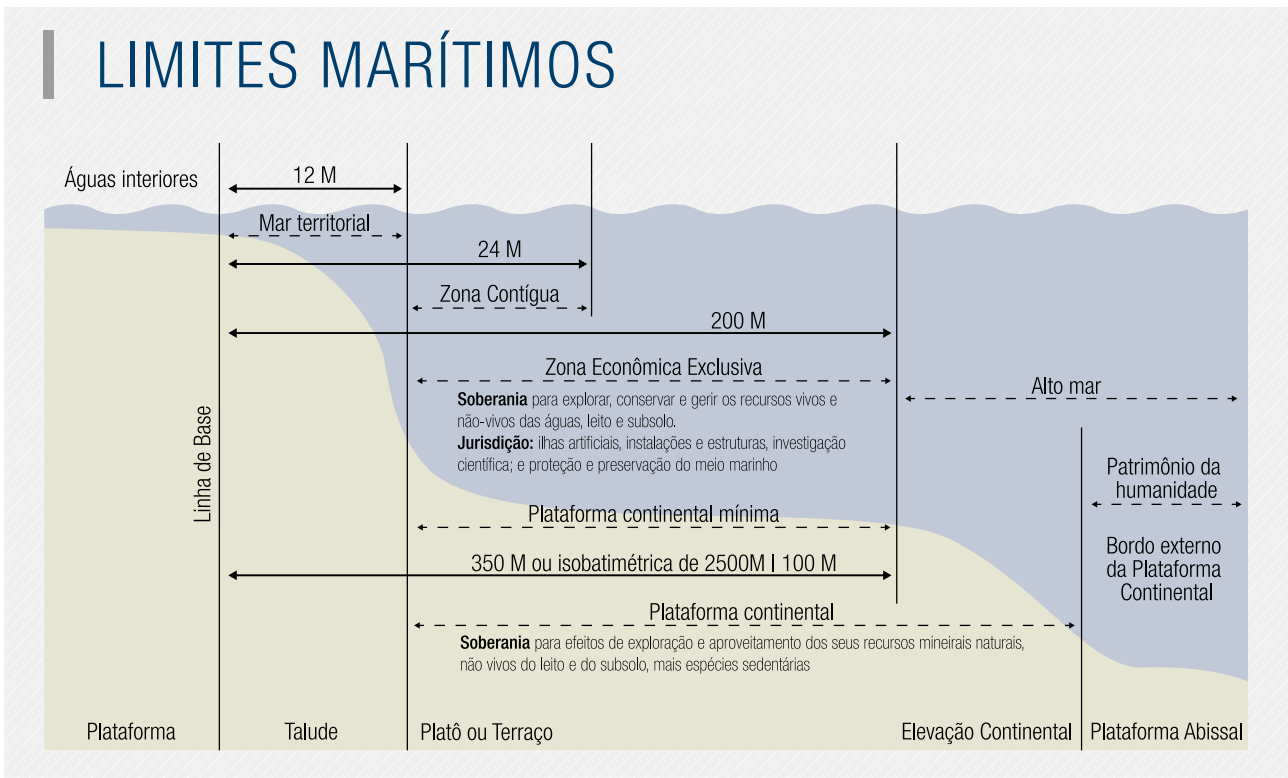 LIMITES MARÍTIMOS
Águas interiores
12 M
Mar territorial
24 M
Zona Contígua
200 M
Zona Econômica Exclusiva
Soberania para explorar, conservar e gerir os recursos vivos e
não-vivos das águas, leito e subsolo.
Jurisdição: ilhas artificiais, instalações e estruturas, investigação
científica; e proteção e preservação do meio marinho
Alto mar
Linha de Base
Patrimônio da
humanidade
Plataforma continental mínima
Bordo externo
da Plataforma
Continental
350 M ou isobatimétrica de 2500M | 100 M
Plataforma continental
Soberania para efeitos de exploração e aproveitamento dos seus recursos mineirais naturais,
não vivos do leito e do subsolo, mais espécies sedentárias
Plataforma
Talude
Platô ou Terraço
Elevação Continental
Plataforma Abissal